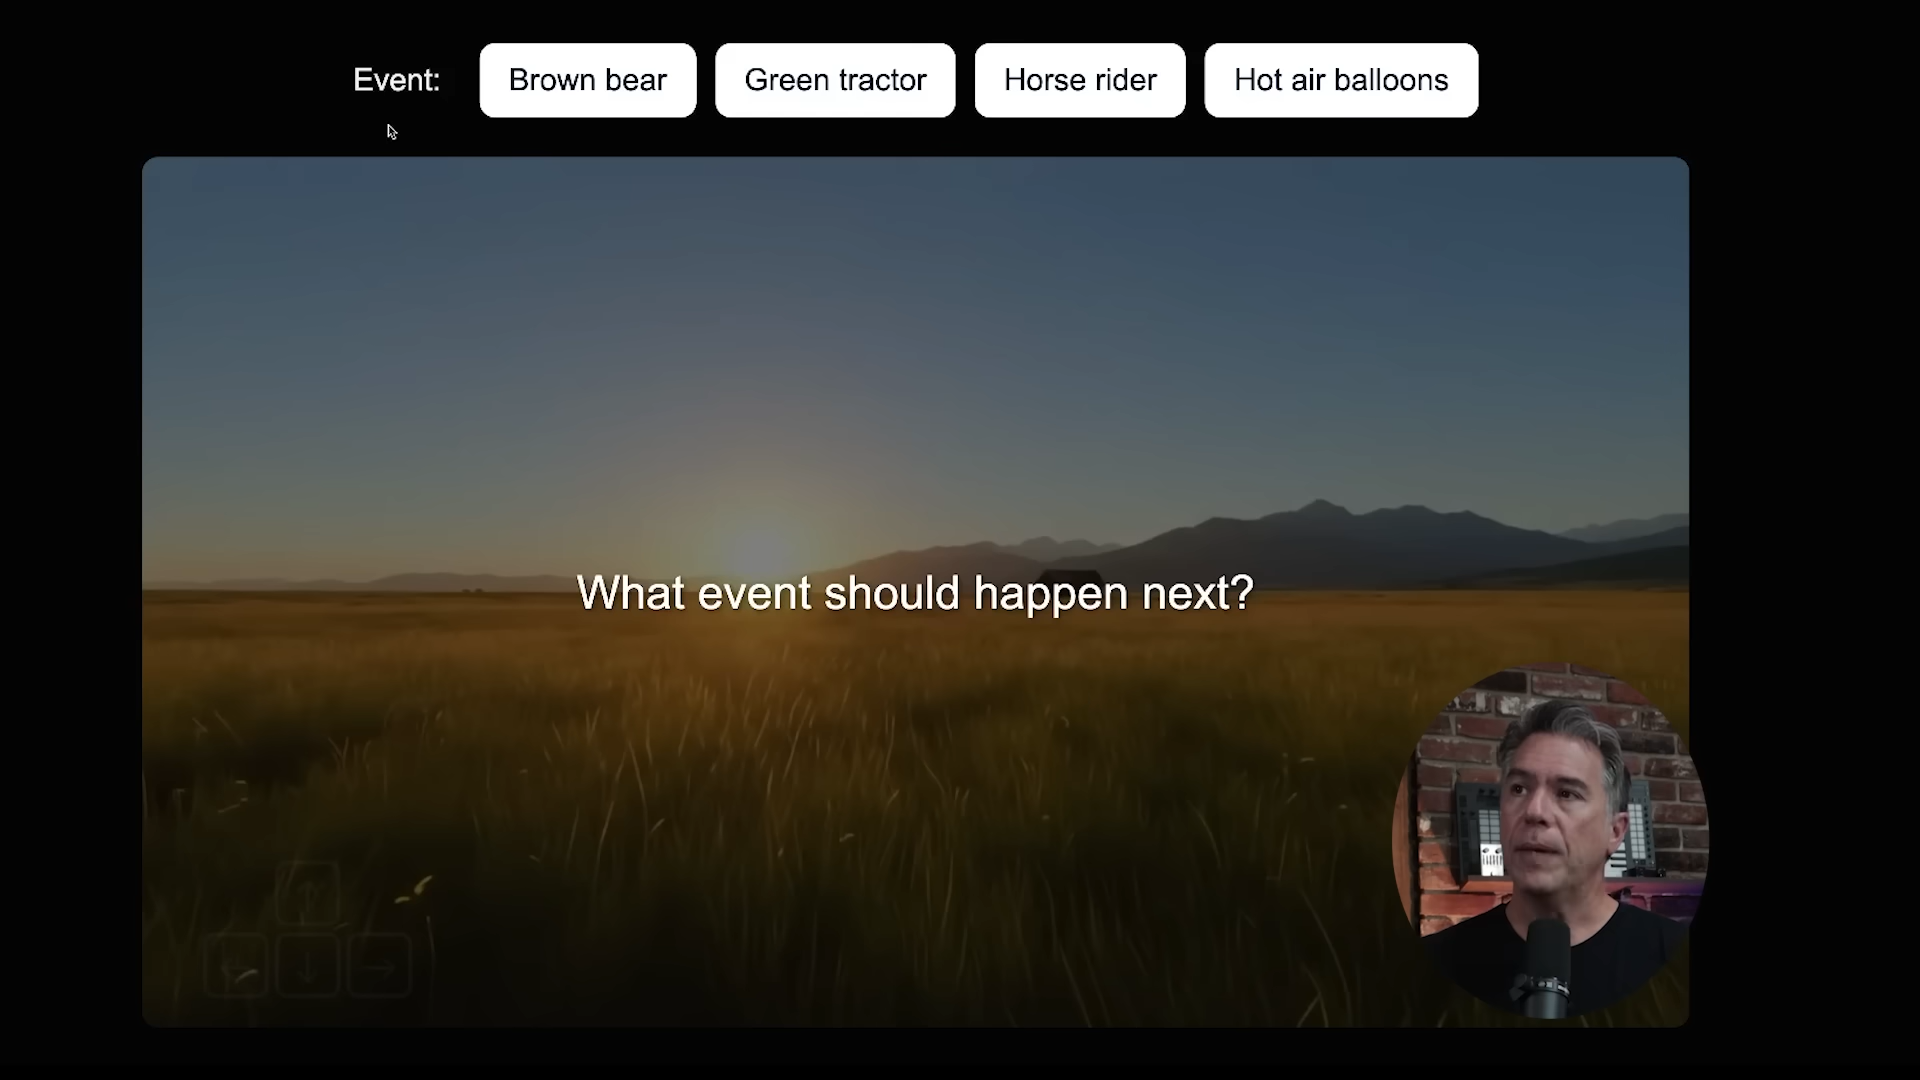 Event:
Brown bear
Green tractor
Horse rider
Hot air balloons
What event should happen next?